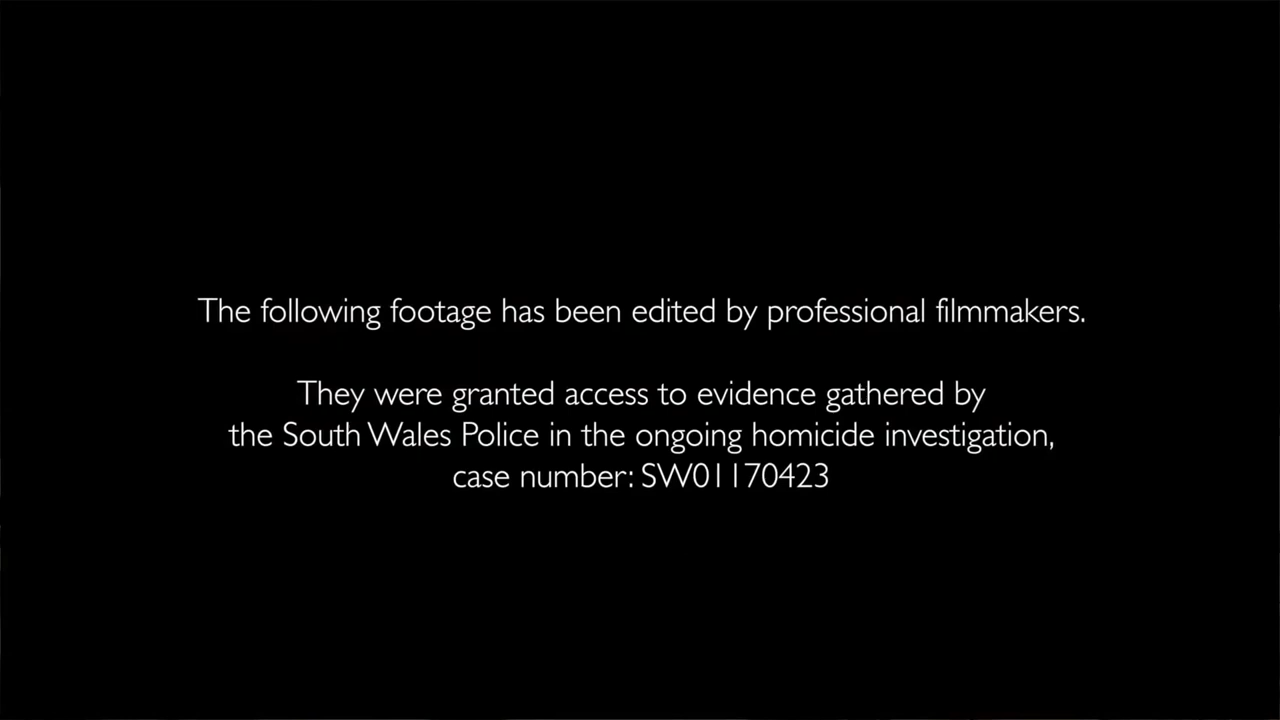 The following footage has been edited by professional filmmakers.
They were granted access to evidence gathered by
the South Wales Police in the ongoing homicide investigation,
case number: SW01170423